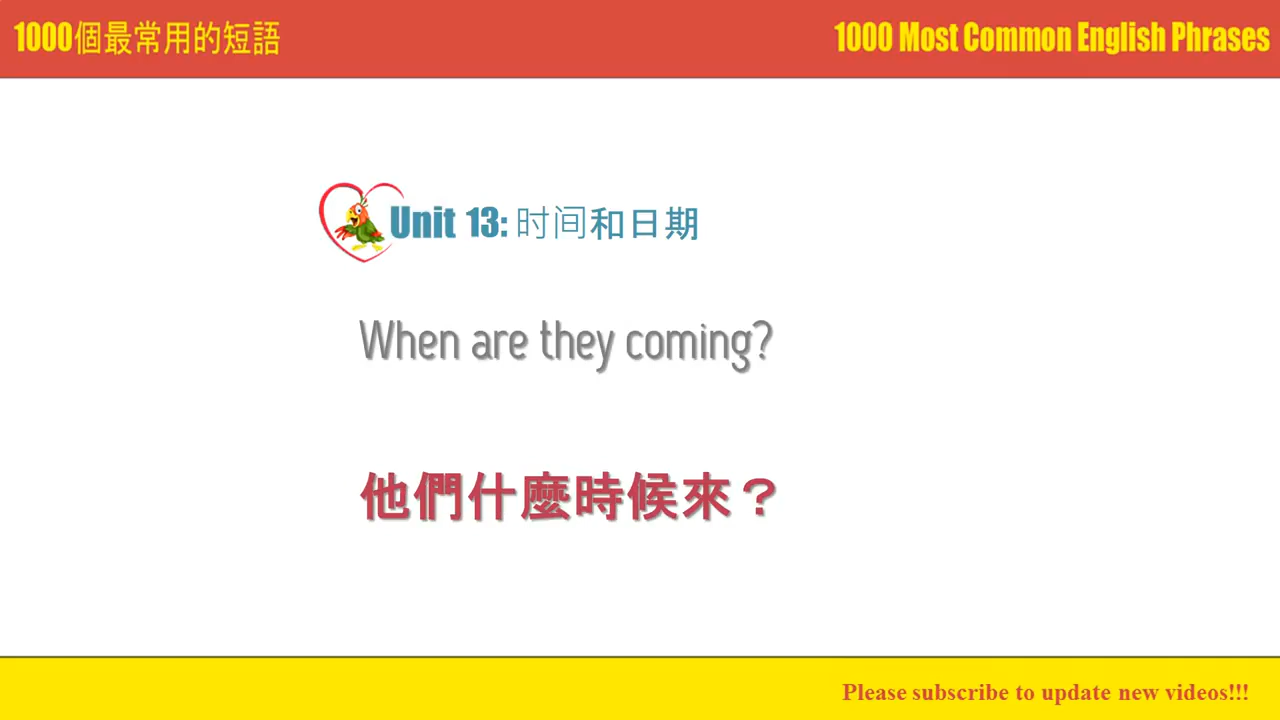 1000個最常用的短語
1000 Most Common English Phrases
Unit 13: 时间和日期
When are they coming?
他們什麼時候來？
Please subscribe to update new videos!!!